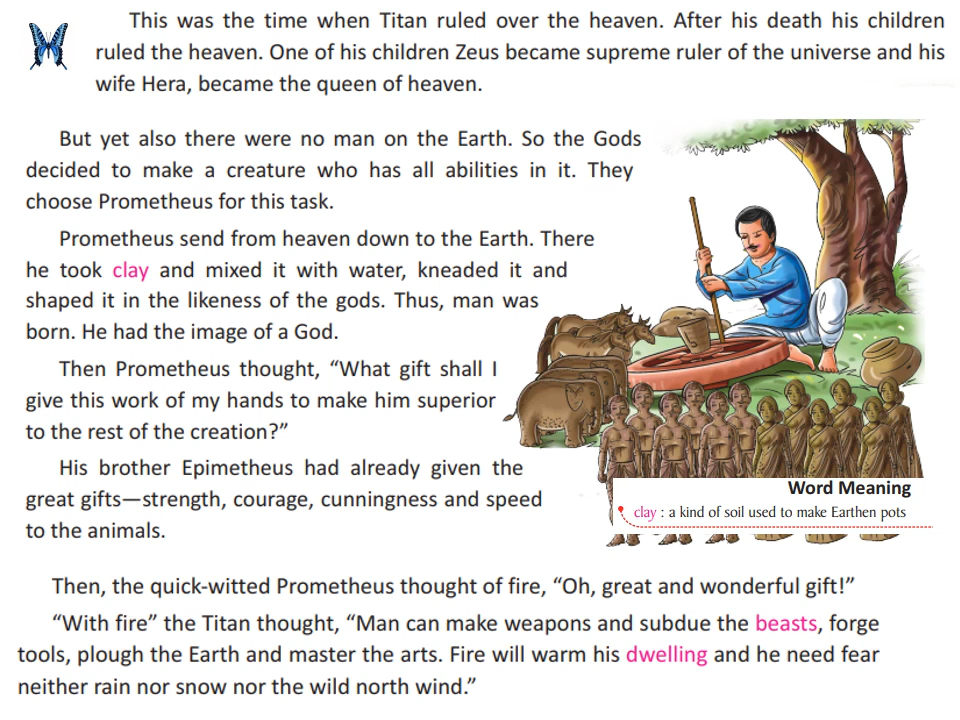 This was the time when Titan ruled over the heaven. After his death his children
ruled the heaven. One of his children Zeus became supreme ruler of the universe and his
wife Hera, became the queen of heaven.
But yet also there were no man on the Earth. So the Gods
decided to make a creature who has all abilities in it. They
choose Prometheus for this task.
Prometheus send from heaven down to the Earth. There
he took clay and mixed it with water, kneaded it and
shaped it in the likeness of the gods. Thus, man was
born. He had the image of a God.
Then Prometheus thought, “What gift shall I
give this work of my hands to make him superior
to the rest of the creation?”
His brother Epimetheus had already given the
great gifts—strength, courage, cunningness and speed
to the animals.
Word Meaning
clay : a kind of soil used to make Earthen pots
Then, the quick-witted Prometheus thought of fire, “Oh, great and wonderful gift!”
“With fire” the Titan thought, “Man can make weapons and subdue the beasts, forge
tools, plough the Earth and master the arts. Fire will warm his dwelling and he need fear
neither rain nor snow nor the wild north wind.”